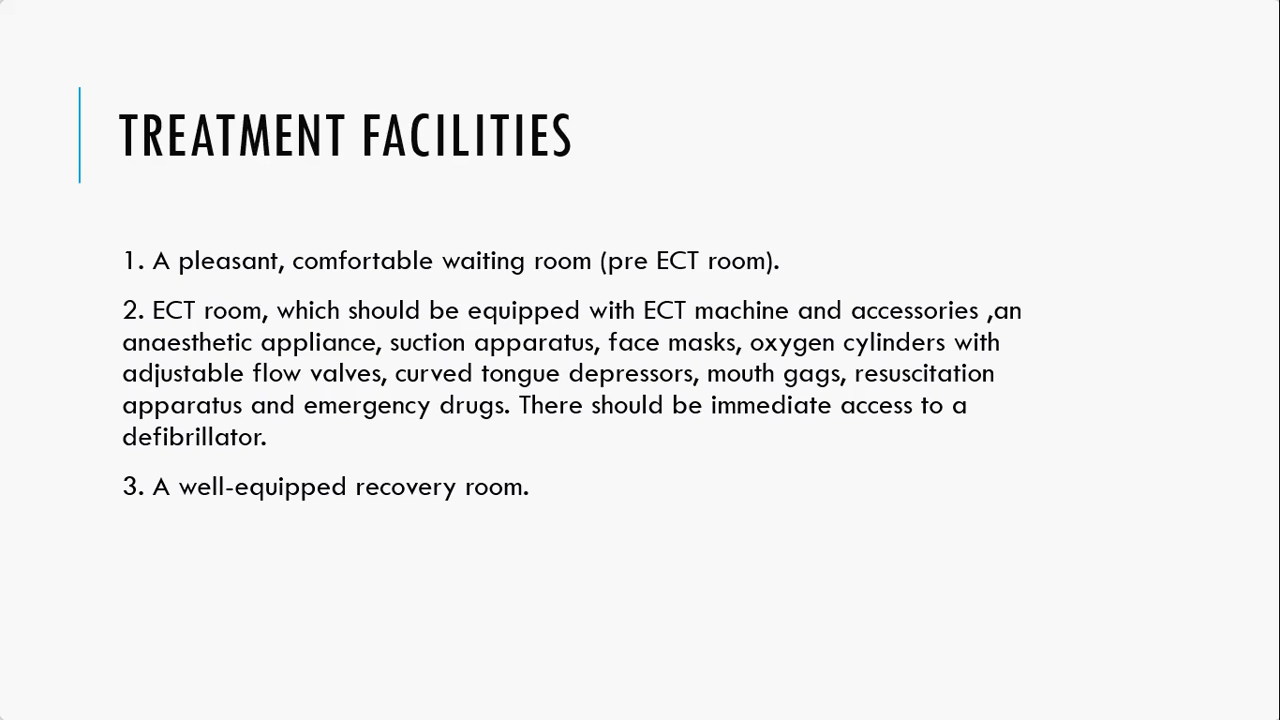 TREATMENT FACILITIES
1. A pleasant, comfortable waiting room (pre ECT room).
2. ECT room, which should be equipped with ECT machine and accessories ,an
anaesthetic appliance, suction apparatus, face masks, oxygen cylinders with
adjustable flow valves, curved tongue depressors, mouth gags, resuscitation
apparatus and emergency drugs. There should be immediate access to a
defibrillator.
3. A well-equipped recovery room.